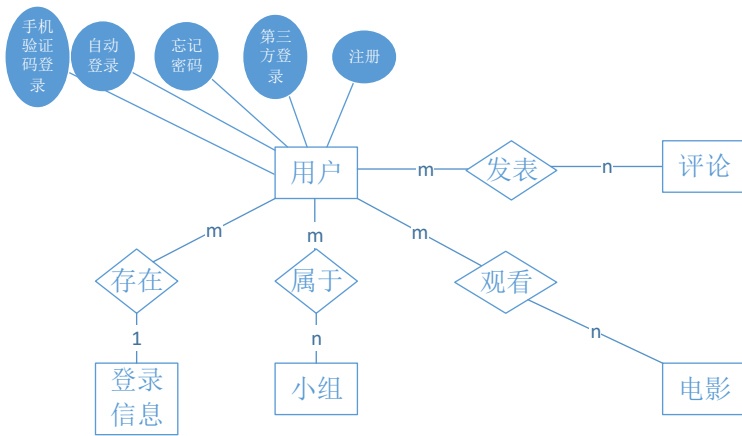 手机
验证
码登
录
自动
登录
忘记
密码
第三
方登
录
注册
用户
m
发表
n
评论
m
m
m
存在
属于
观看
1
n
n
登录
信息
小组
电影